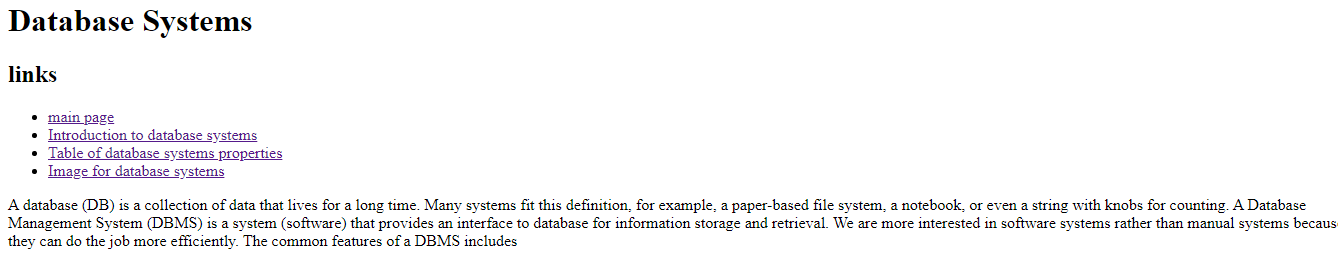 Database Systems
links
main page
Introduction to database systems
Table of database systems properties
Image for database systems
A database (DB) is a collection of data that lives for a long time. Many systems fit this definition, for example, a paper-based file system, a notebook, or even a string with knobs for counting. A Database
Management System (DBMS) is a system (software) that provides an interface to database for information storage and retrieval. We are more interested in software systems rather than manual systems becaus
they can do the job more efficiently. The common features of a DBMS includes